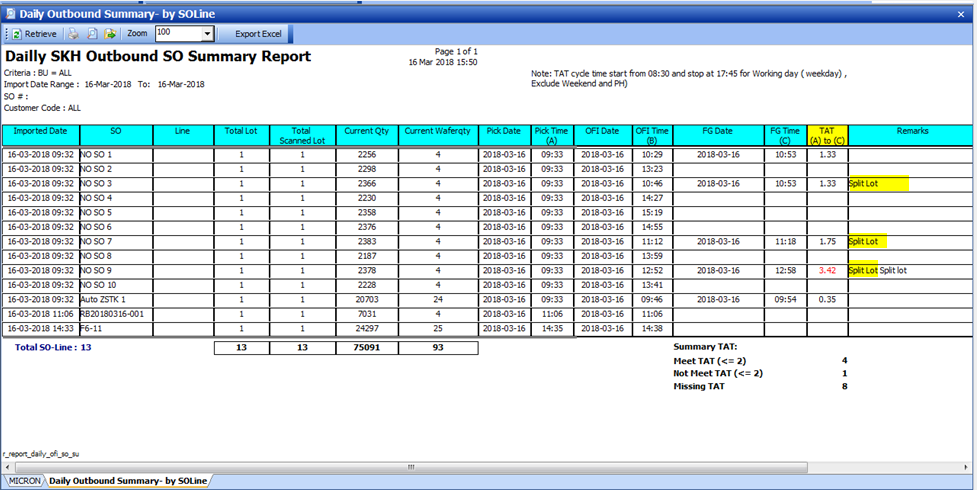 Daily Outbound Summary- by SOLine
Retrieve Zoom 100 Export Excel
Dailly SKH Outbound SO Summary Report
Page 1 of 1
16 Mar 2018 15:50
Criteria : BU = ALL
Import Date Range : 16-Mar-2018 To: 16-Mar-2018
SO # :
Customer Code : ALL
Note: TAT cycle time start from 08:30 and stop at 17:45 for Working day ( weekday) ,
Exclude Weekend and PH)
Imported Date SO Line Total Lot Total Scanned Lot Current Qty Current Waferqty Pick Date Pick Time (A) OFI Date OFI Time (B) FG Date FG Time (C) TAT (A) to (C) Remarks
16-03-2018 09:32 NO SO 1 1 1 2256 4 2018-03-16 09:33 2018-03-16 10:29 2018-03-16 10:53 1.33
16-03-2018 09:32 NO SO 2 1 1 2298 4 2018-03-16 09:33 2018-03-16 13:23
16-03-2018 09:32 NO SO 3 1 1 2366 4 2018-03-16 09:33 2018-03-16 10:46 2018-03-16 10:53 1.33 Split Lot
16-03-2018 09:32 NO SO 4 1 1 2230 4 2018-03-16 09:33 2018-03-16 14:27
16-03-2018 09:32 NO SO 5 1 1 2358 4 2018-03-16 09:33 2018-03-16 15:19
16-03-2018 09:32 NO SO 6 1 1 2376 4 2018-03-16 09:33 2018-03-16 14:55
16-03-2018 09:32 NO SO 7 1 1 2383 4 2018-03-16 09:33 2018-03-16 11:12 2018-03-16 11:18 1.75 Split Lot
16-03-2018 09:32 NO SO 8 1 1 2187 4 2018-03-16 09:33 2018-03-16 13:59
16-03-2018 09:32 NO SO 9 1 1 2378 4 2018-03-16 09:33 2018-03-16 12:52 2018-03-16 12:58 3.42 Split Lot Split lot
16-03-2018 09:32 NO SO 10 1 1 2228 4 2018-03-16 09:33 2018-03-16 13:41
16-03-2018 09:32 Auto ZSTK 1 1 1 20703 24 2018-03-16 09:33 2018-03-16 09:46 2018-03-16 09:54 0.35
16-03-2018 11:06 RB20180316-001 1 1 7031 4 2018-03-16 11:06 2018-03-16 11:06
16-03-2018 14:33 F6-11 1 1 24297 25 2018-03-16 14:35 2018-03-16 14:38
Total SO-Line : 13 13 13 75091 93
Summary TAT:
Meet TAT (<= 2) 4
Not Meet TAT (<= 2) 1
Missing TAT 8
r_report_daily_ofi_so_su
MICRON Daily Outbound Summary- by SOLine